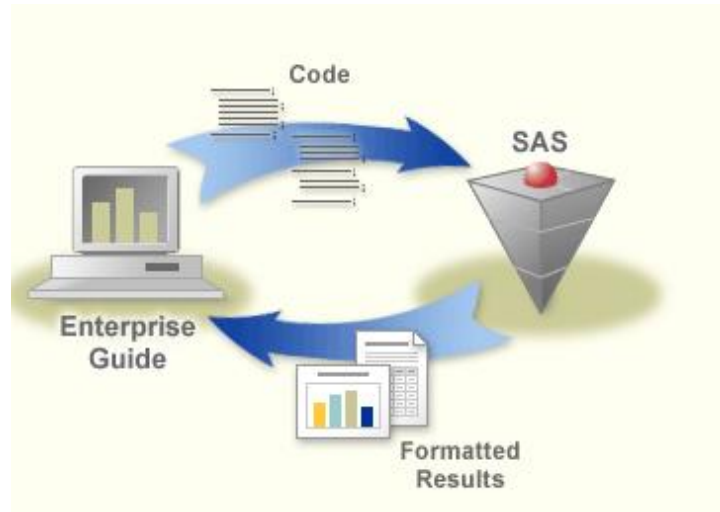 Code
SAS
Enterprise
Guide
Formatted
Results